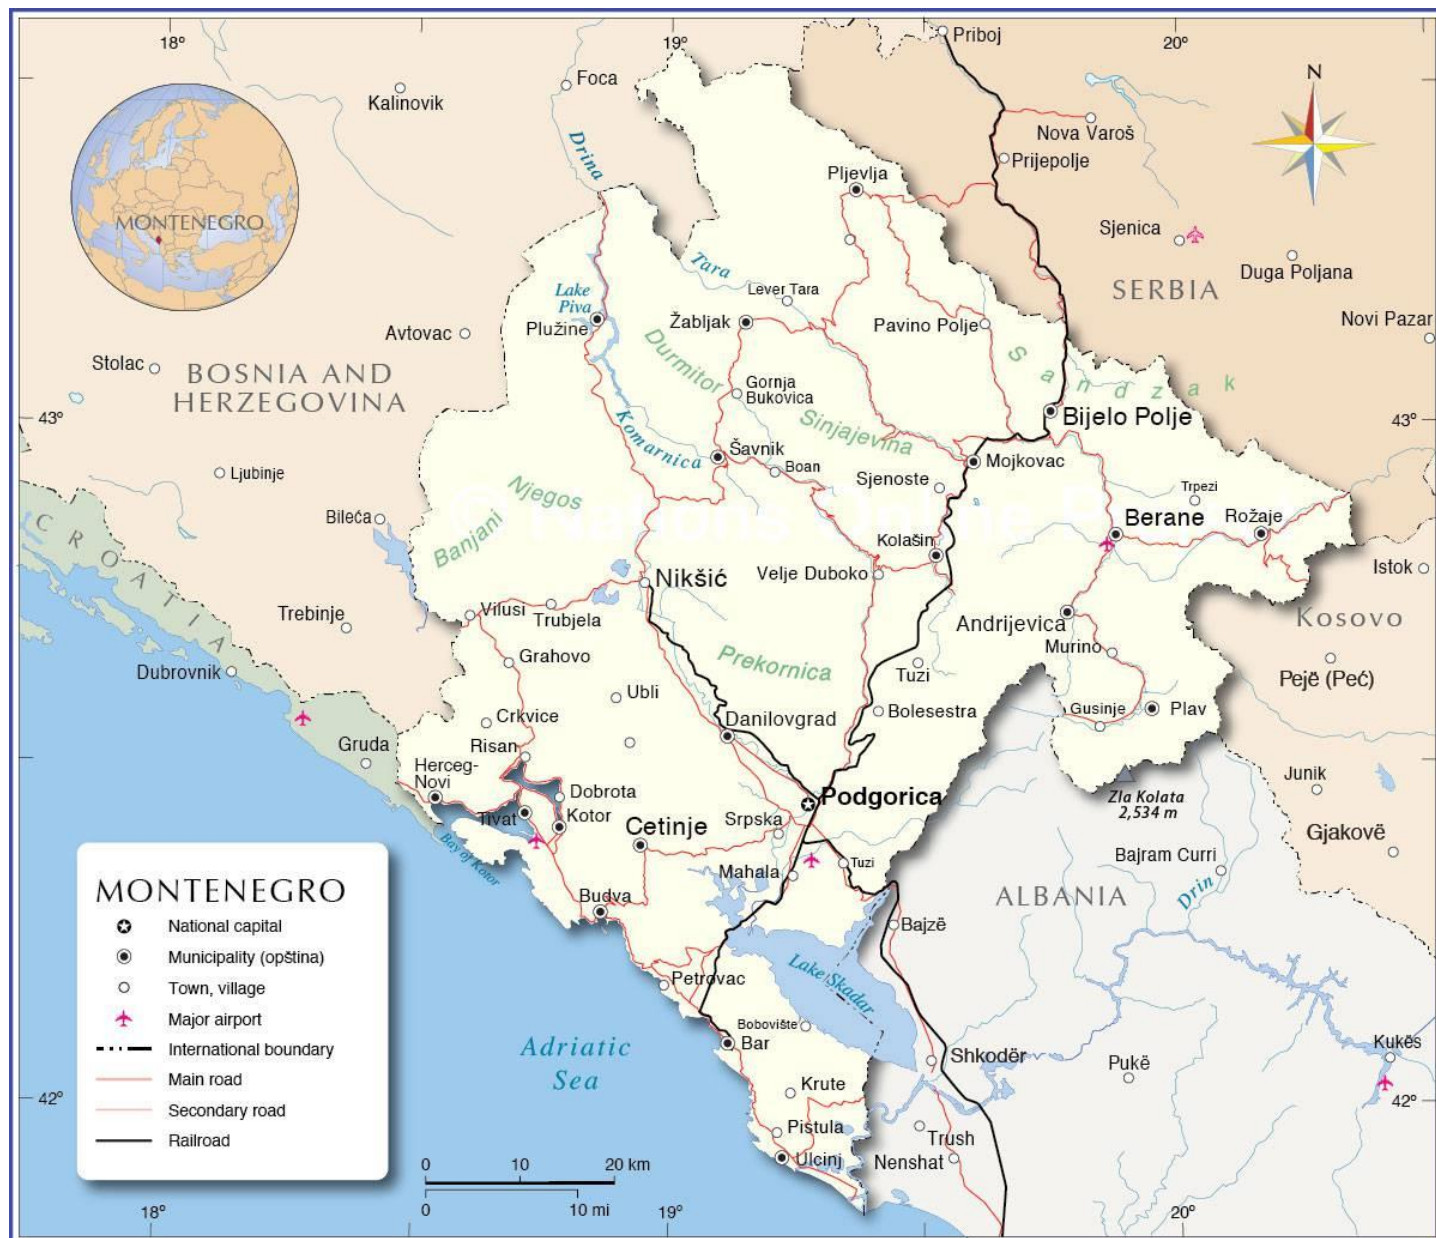 18°
19°
20°
Priboj
Foca
Kalinovik
N
Nova Varoš
Drina
Prijepolje
Pljevlja
MONTENEGRO
Sjenica
Tara
Duga Poljana
SERBIA
Lake
Piva
Lever Tara
Plužine
Žabljak
Pavino Polje
Novi Pazar
Avtovac
Stolac
BOSNIA AND
HERZEGOVINA
Durmitor
Sandzak
Gornja
Bukovica
43°
Komarnica
Sinjajevina
Bijelo Polje
43°
Šavnik
Boan
Mojkovac
Ljubinje
Sjenoste
Njegos
Trpezi
© Nations Online Project
Bileća
Banjani
Berane
Rožaje
CROATIA
Kolašin
Istok
Nikšić
Velje Duboko
Vilusi
Trubjela
Trebinje
Andrijevica
Kosovo
Murino
Grahovo
Prekornica
Dubrovnik
Tuzi
Pejë (Peć)
Ubli
Crkvice
Danilovgrad
Bolesestra
Gusinje
Plav
Gruda
Risan
Herceg-
Novi
Junik
Dobrota
Podgorica
Zla Kolata
2,534 m
Tivat
Kotor
Cetinje
Srpska
Gjakovë
Bay of Kotor
Mahala
Tuzi
Bajram Curri
Drin
ALBANIA
Budva
Bajzë
MONTENEGRO
National capital
Municipality (opština)
Town, village
Major airport
International boundary
Main road
Secondary road
Railroad
Petrovac
Lake Skadar
Bobovište
Adriatic
Sea
Bar
Shkodër
Kukës
Pukë
Krute
42°
42°
Pistula
Trush
Ulcinj
Nenshat
0 10 20 km
0 10 mi
18°
19°
20°